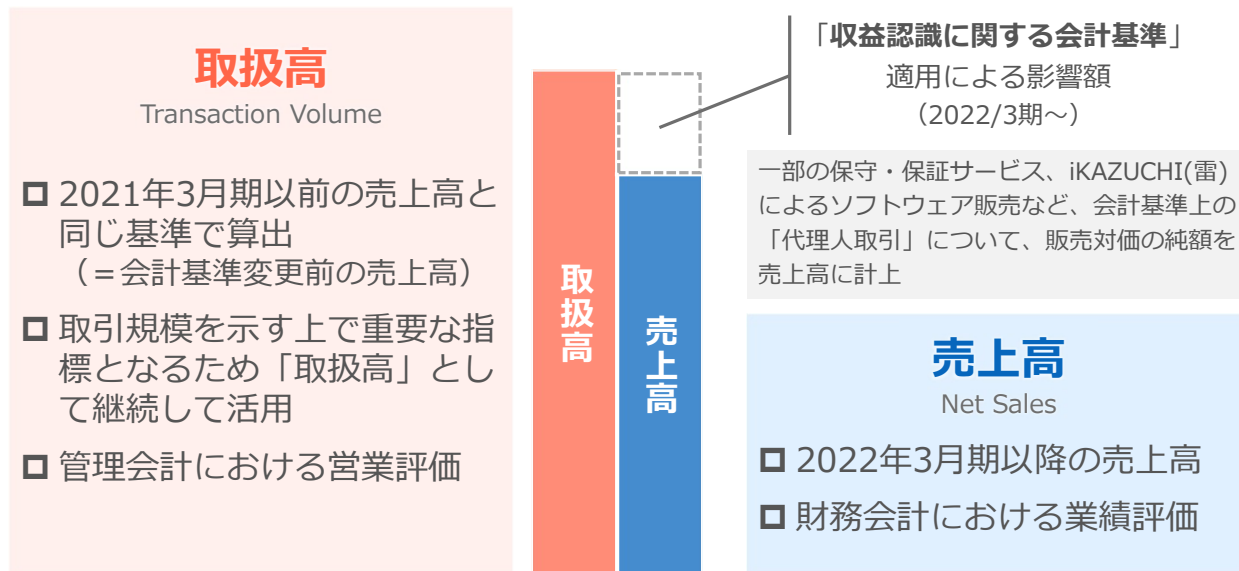 取扱高
Transaction Volume
2021年3月期以前の売上高と
同じ基準で算出
（＝会計基準変更前の売上高）
取引規模を示す上で重要な指
標となるため「取扱高」とし
て継続して活用
管理会計における営業評価
取扱高
売上高
「収益認識に関する会計基準」
適用による影響額
（2022/3期～）
一部の保守・保証サービス、iKAZUCHI(雷)
によるソフトウェア販売など、会計基準上の
「代理人取引」について、販売対価の純額を
売上高に計上
売上高
Net Sales
2022年3月期以降の売上高
財務会計における業績評価